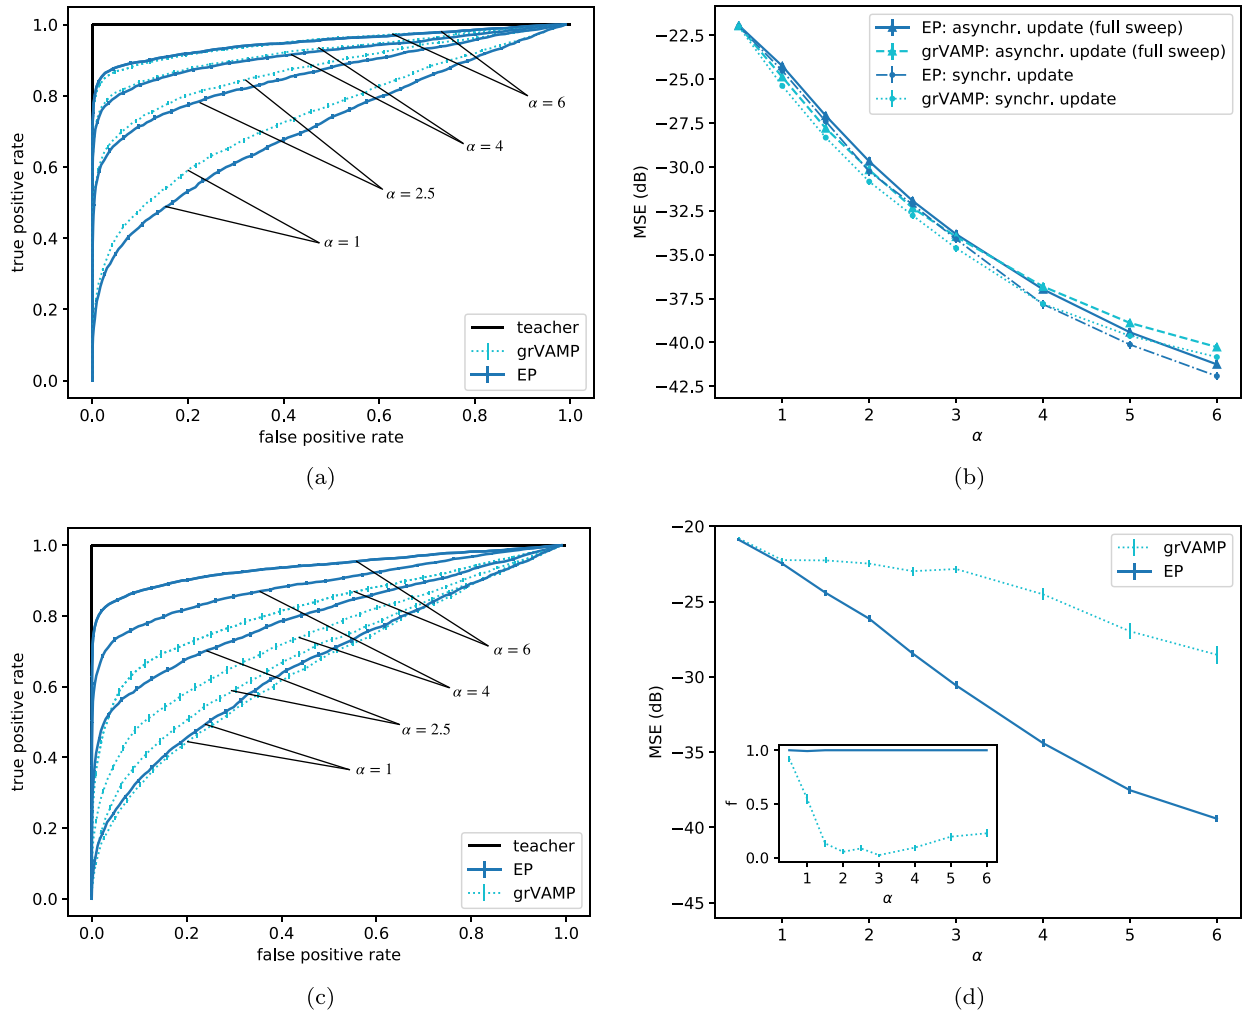 1.0
0.8
0.6
0.4
0.2
0.0
true positive rate
α = 6
α = 4
α = 2.5
α = 1
teacher
grVAMP
EP
0.0 0.2 0.4 0.6 0.8 1.0
false positive rate
(a)
−22.5
−25.0
−27.5
−30.0
−32.5
−35.0
−37.5
−40.0
−42.5
MSE (dB)
EP: asynchr. update (full sweep)
grVAMP: asynchr. update (full sweep)
EP: synchr. update
grVAMP: synchr. update
1 2 3 4 5 6
α
(b)
1.0
0.8
0.6
0.4
0.2
0.0
true positive rate
α = 6
α = 4
α = 2.5
α = 1
teacher
EP
grVAMP
0.0 0.2 0.4 0.6 0.8 1.0
false positive rate
(c)
−20
−25
−30
−35
−40
−45
MSE (dB)
grVAMP
EP
1.0
0.5
0.0
f
1 2 3 4 5 6
α
1 2 3 4 5 6
α
(d)